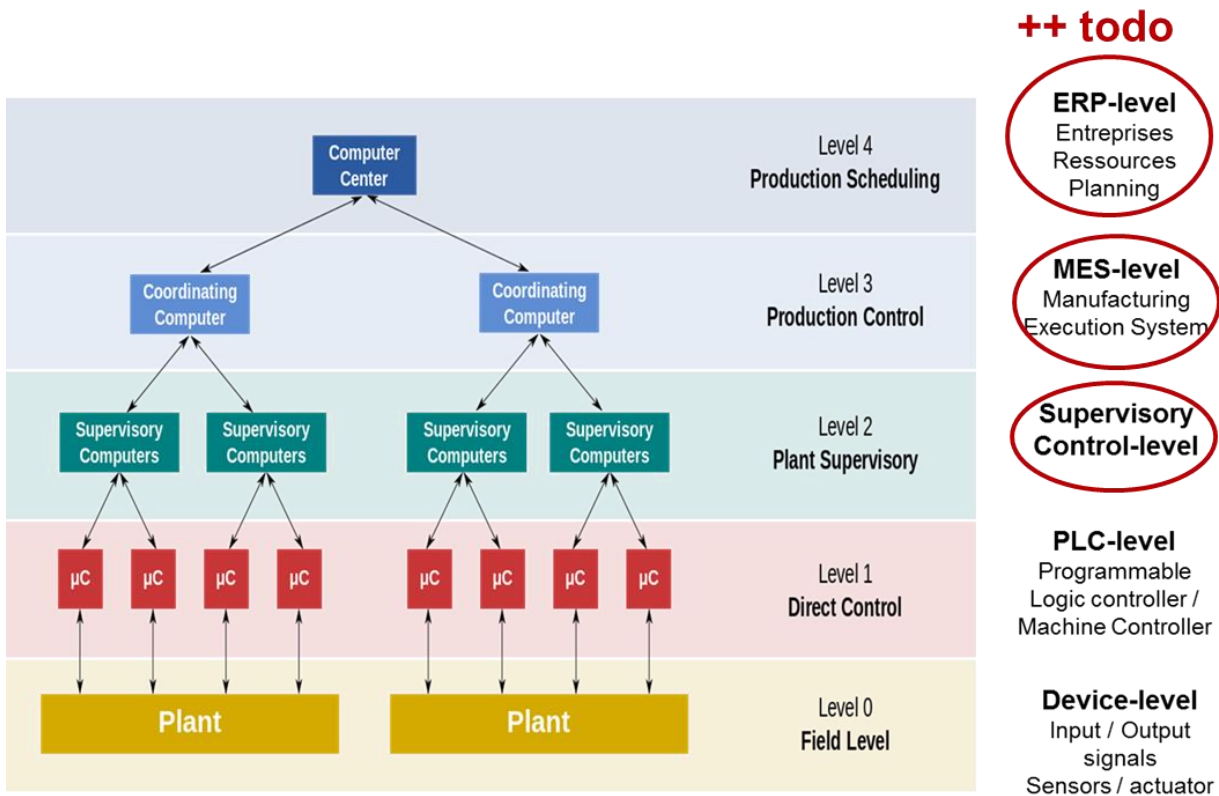 ++ todo
Computer
Center
Level 4
Production Scheduling
ERP-level
Entreprises
Ressources
Planning
Coordinating
Computer
Coordinating
Computer
Level 3
Production Control
MES-level
Manufacturing
Execution System
Supervisory
Computers
Supervisory
Computers
Supervisory
Computers
Supervisory
Computers
Level 2
Plant Supervisory
Supervisory
Control-level
µC
µC
µC
µC
µC
µC
µC
µC
Level 1
Direct Control
PLC-level
Programmable
Logic controller /
Machine Controller
Plant
Plant
Level 0
Field Level
Device-level
Input / Output
signals
Sensors / actuator